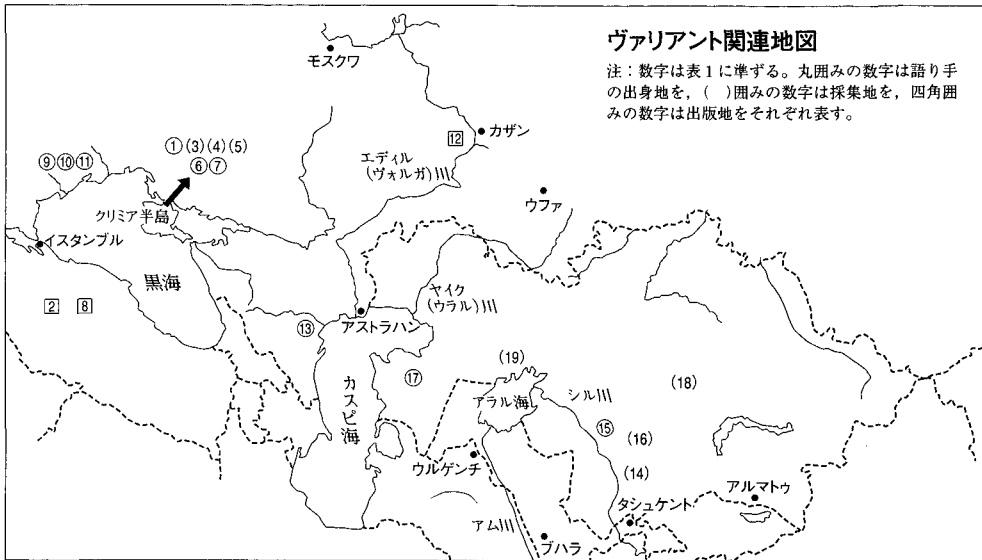 ヴァリアント関連地図
注：数字は表1に準ずる。丸囲みの数字は語り手
の出身地を，（ ）囲みの数字は採集地を，四角囲
みの数字は出版地をそれぞれ表す。
モスクワ
12
カザン
⑨⑩⑪
①(3)(4)(5)
⑥⑦
エディル
(ヴォルガ)川
ウファ
クリミア半島
イスタンブル
黒海
ヤイク
(ウラル)川
2
8
アストラハン
⑬
(19)
⑰
カスピ海
アラル海
シル川
(18)
⑮
(16)
ウルゲンチ
(14)
アルマトゥ
タシュケント
アム川
ブハラ